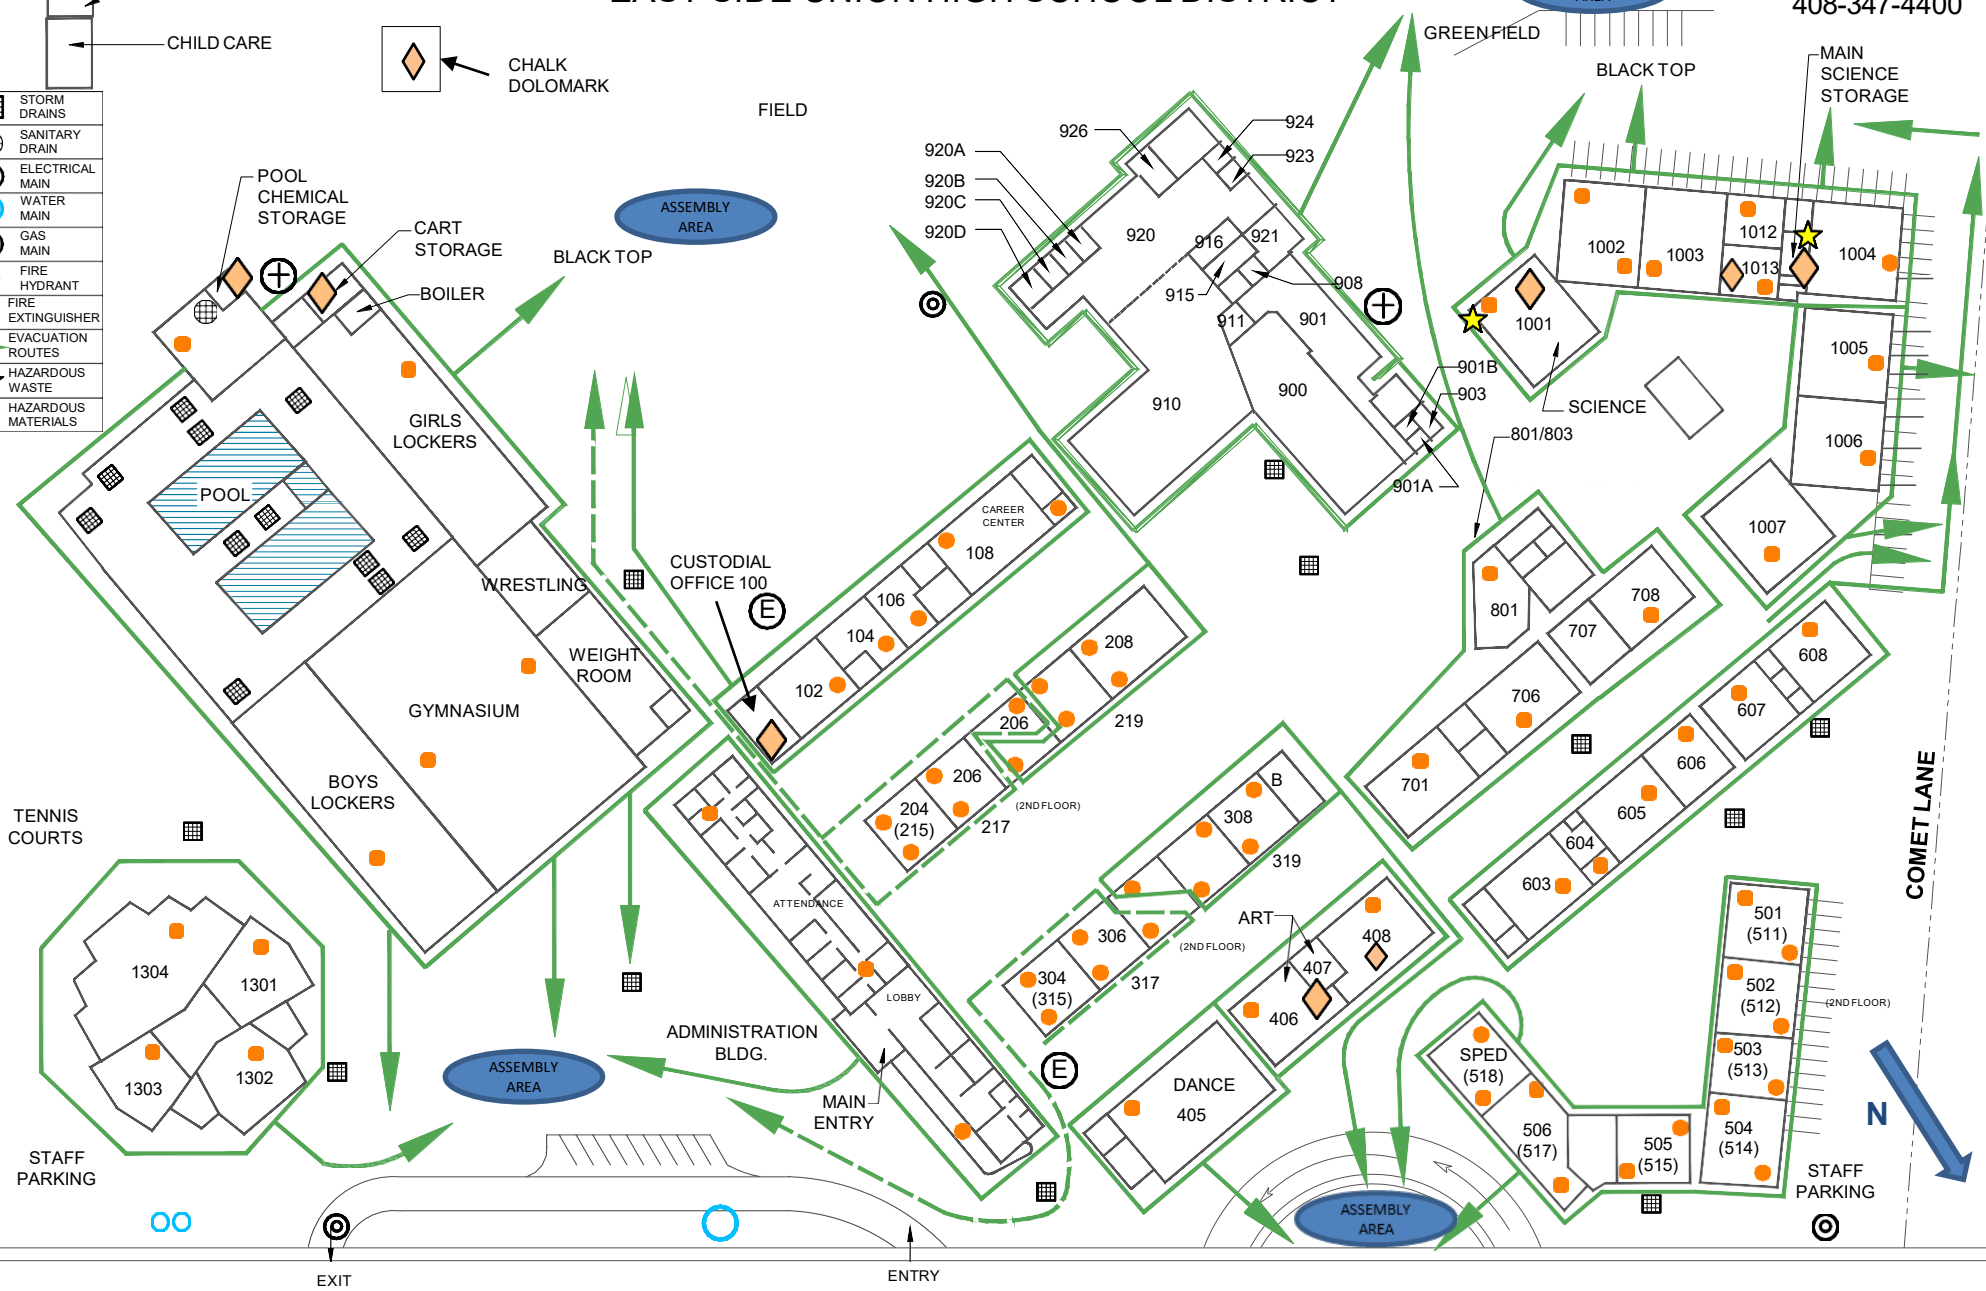 EAST SIDE UNION HIGH SCHOOL DISTRICT
408-347-4400
AREA
CHILD CARE
CHALK
DOLOMARK
GREEN FIELD
BLACK TOP
MAIN
SCIENCE
STORAGE
STORM
DRAINS
SANITARY
DRAIN
ELECTRICAL
MAIN
WATER
MAIN
GAS
MAIN
FIRE
HYDRANT
FIRE
EXTINGUISHER
EVACUATION
ROUTES
HAZARDOUS
WASTE
HAZARDOUS
MATERIALS
FIELD
926
924
923
920A
920B
920C
920D
POOL
CHEMICAL
STORAGE
CART
STORAGE
BOILER
ASSEMBLY
AREA
BLACK TOP
920
916
921
915
908
911
901
900
910
901B
903
901A
1002
1003
1012
1013
1004
1001
1005
1006
SCIENCE
801/803
1007
GIRLS
LOCKERS
POOL
WRESTLING
WEIGHT
ROOM
GYMNASIUM
BOYS
LOCKERS
CUSTODIAL
OFFICE 100
E
CAREER
CENTER
108
106
104
102
208
206
219
206
204
(215)
217
(2ND FLOOR)
801
708
707
706
701
608
607
606
605
604
603
B
308
319
306
(2ND FLOOR)
304
(315)
317
ART
408
407
406
DANCE
405
E
TENNIS
COURTS
1304
1301
1303
1302
ATTENDANCE
LOBBY
ADMINISTRATION
BLDG.
MAIN
ENTRY
ASSEMBLY
AREA
COMET LANE
501
(511)
502
(512)
(2ND FLOOR)
503
(513)
504
(514)
SPED
(518)
506
(517)
505
(515)
N
STAFF
PARKING
STAFF
PARKING
ASSEMBLY
AREA
EXIT
ENTRY